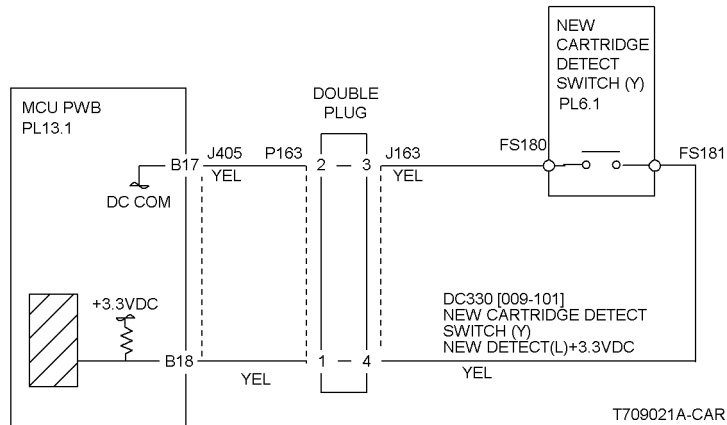 NEW
CARTRIDGE
DETECT
SWITCH (Y)
PL6.1
MCU PWB
PL13.1
DOUBLE
PLUG
B17 J405 P163 2 3 J163 FS180 FS181
YEL YEL
DC COM
+3.3VDC
DC330 [009-101]
NEW CARTRIDGE DETECT
SWITCH (Y)
NEW DETECT(L)+3.3VDC
B18 1 4
YEL YEL
T709021A-CAR